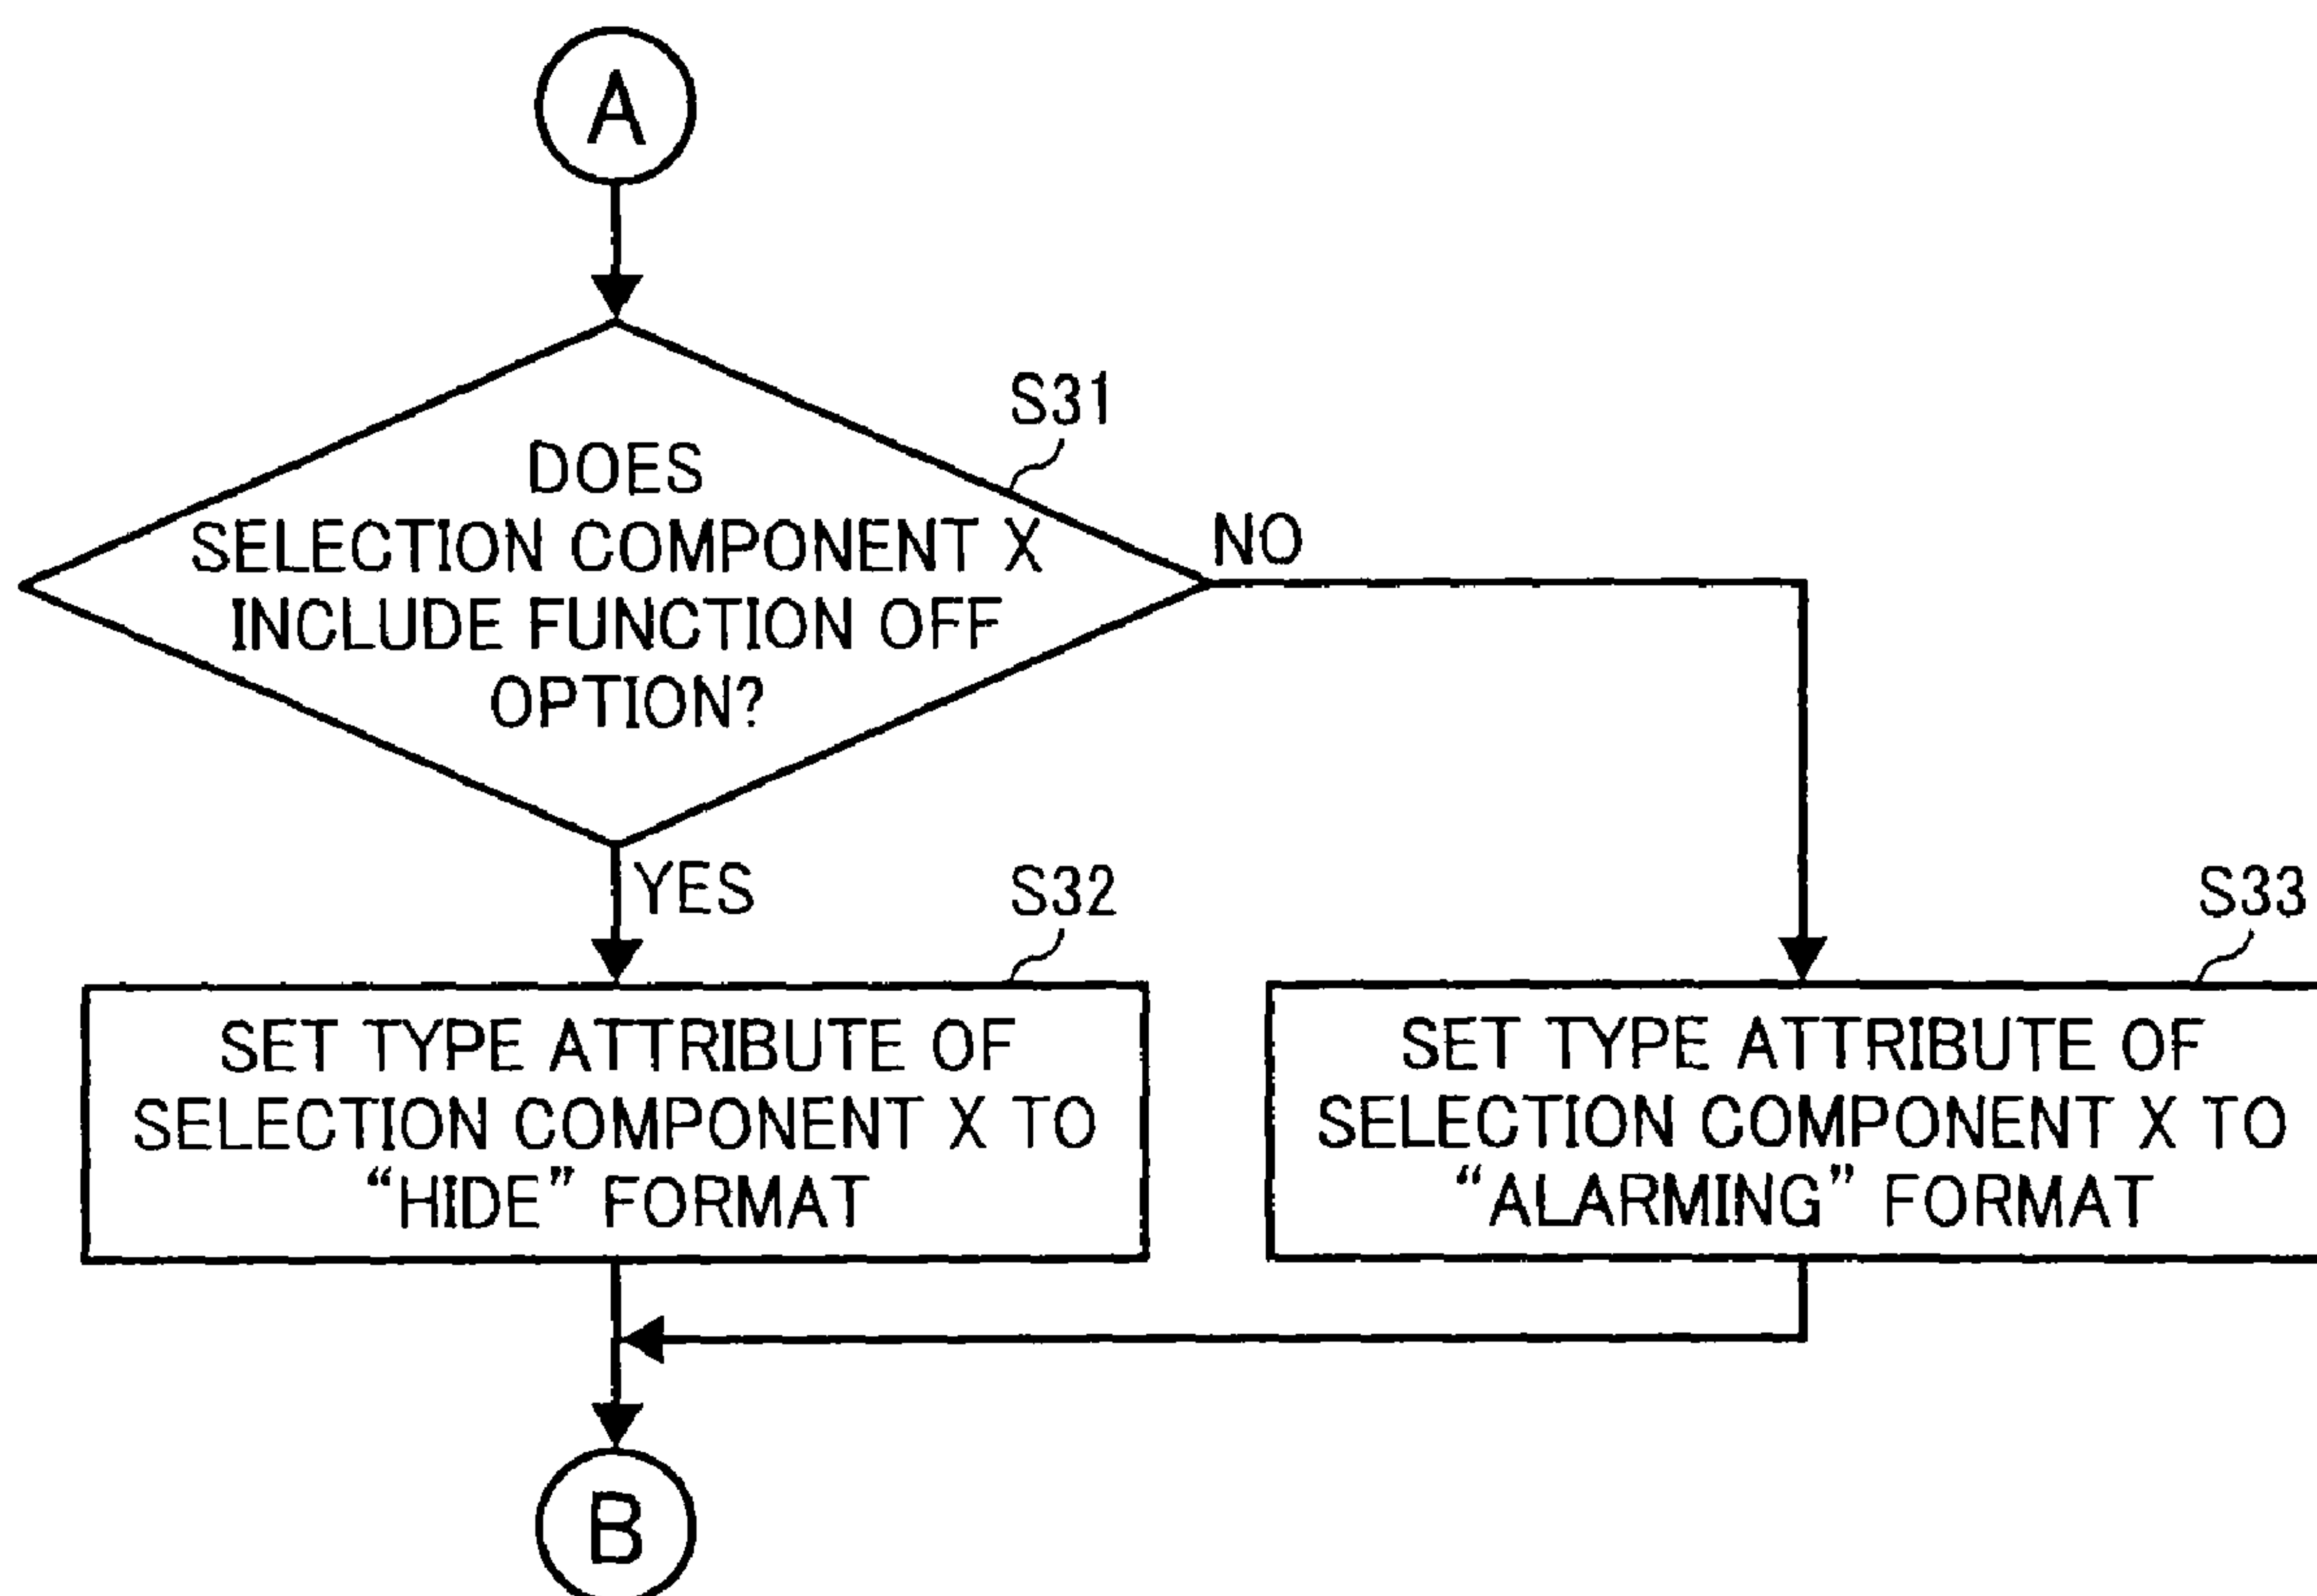 A
S31
DOES
SELECTION COMPONENT X
INCLUDE FUNCTION OFF
OPTION?
NO
YES
S32
SET TYPE ATTRIBUTE OF
SELECTION COMPONENT X TO
“HIDE” FORMAT
S33
SET TYPE ATTRIBUTE OF
SELECTION COMPONENT X TO
“ALARMING” FORMAT
B